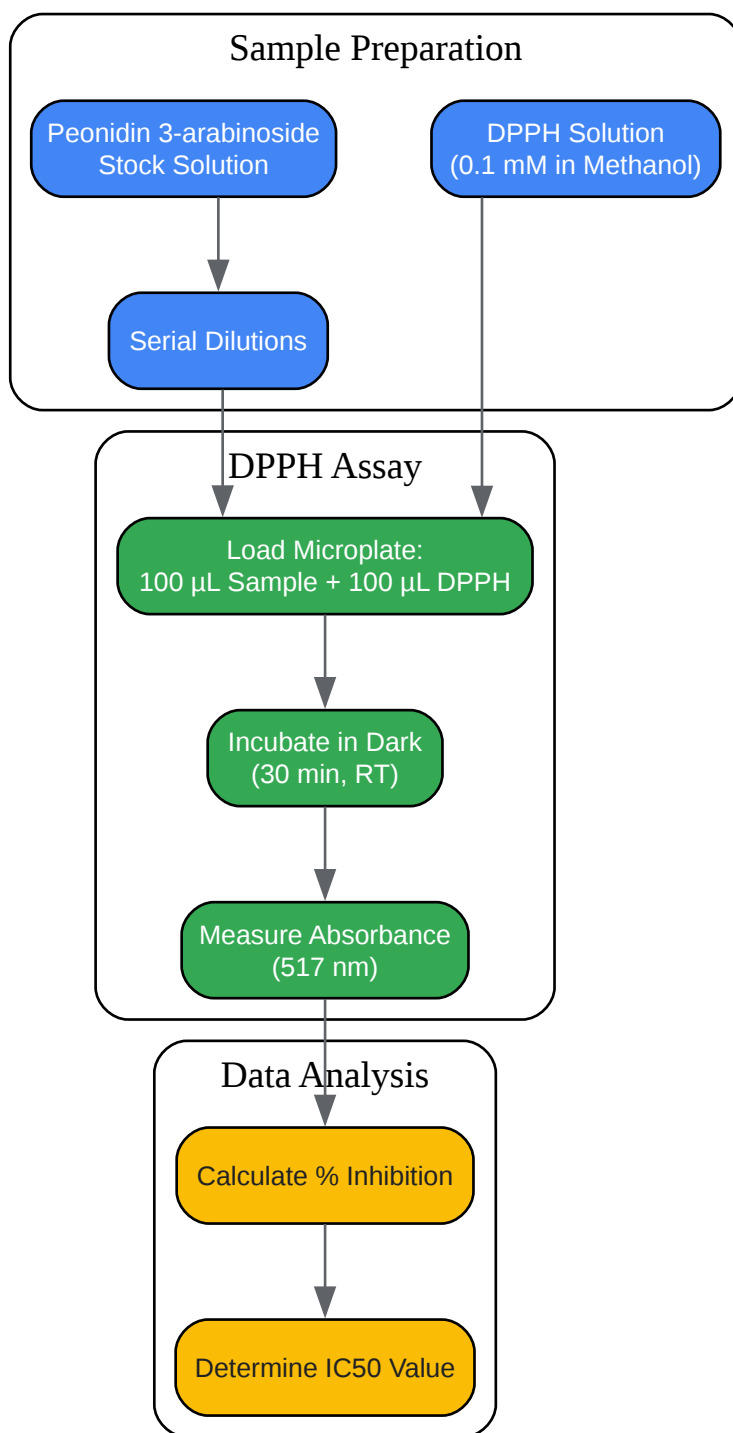 Sample Preparation
Peonidin 3-arabinoside
Stock Solution
DPPH Solution
(0.1 mM in Methanol)
Serial Dilutions
DPPH Assay
Load Microplate:
100 µL Sample + 100 µL DPPH
Incubate in Dark
(30 min, RT)
Measure Absorbance
(517 nm)
Data Analysis
Calculate % Inhibition
Determine IC50 Value